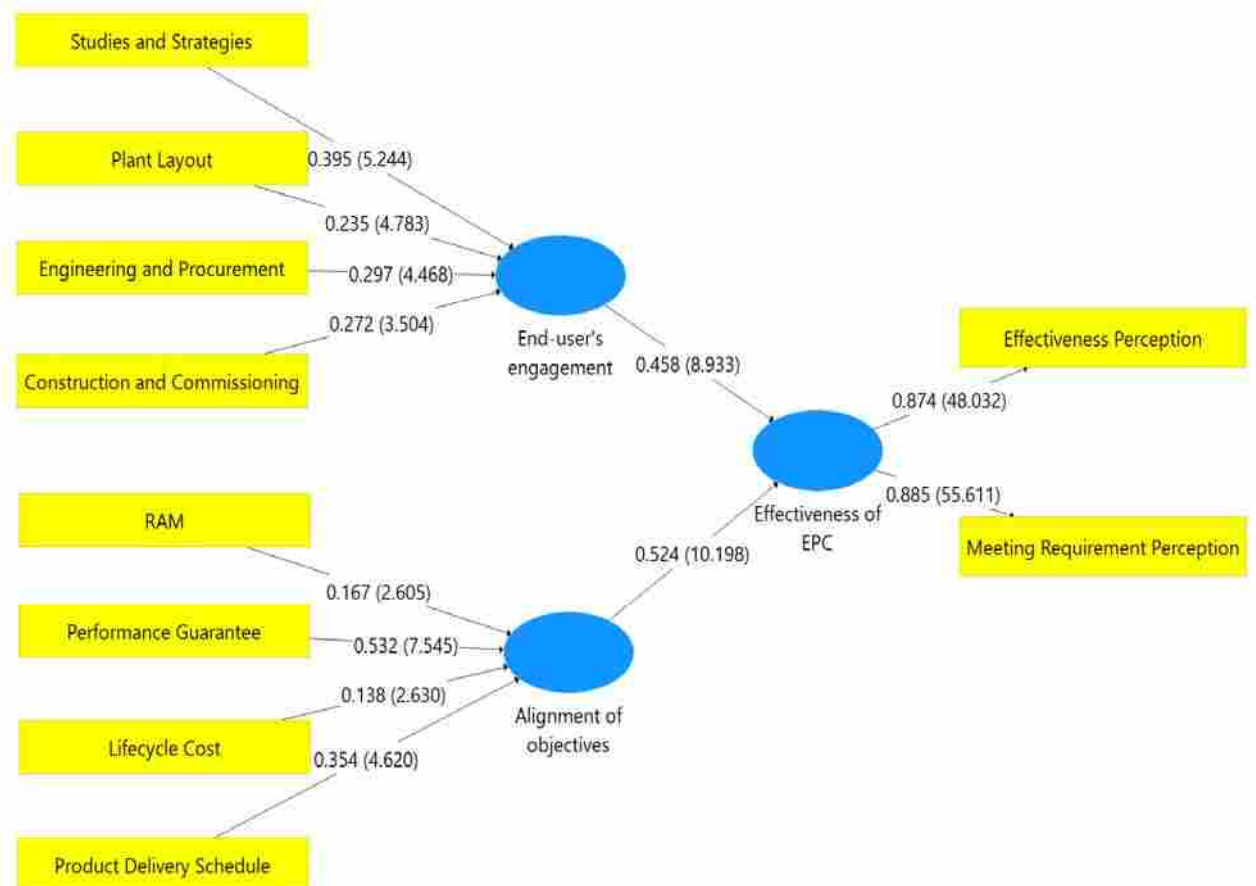 Studies and Strategies
Plant Layout
0.395 (5.244)
0.235 (4.783)
Engineering and Procurement
0.297 (4.468)
0.272 (3.504)
Construction and Commissioning
End-user's
engagement
0.458 (8.933)
Effectiveness Perception
0.874 (48.032)
0.885 (55.611)
Effectiveness of
EPC
Meeting Requirement Perception
0.524 (10.198)
RAM
0.167 (2.605)
Performance Guarantee
0.532 (7.545)
0.138 (2.630)
Lifecycle Cost
0.354 (4.620)
Alignment of
objectives
Product Delivery Schedule